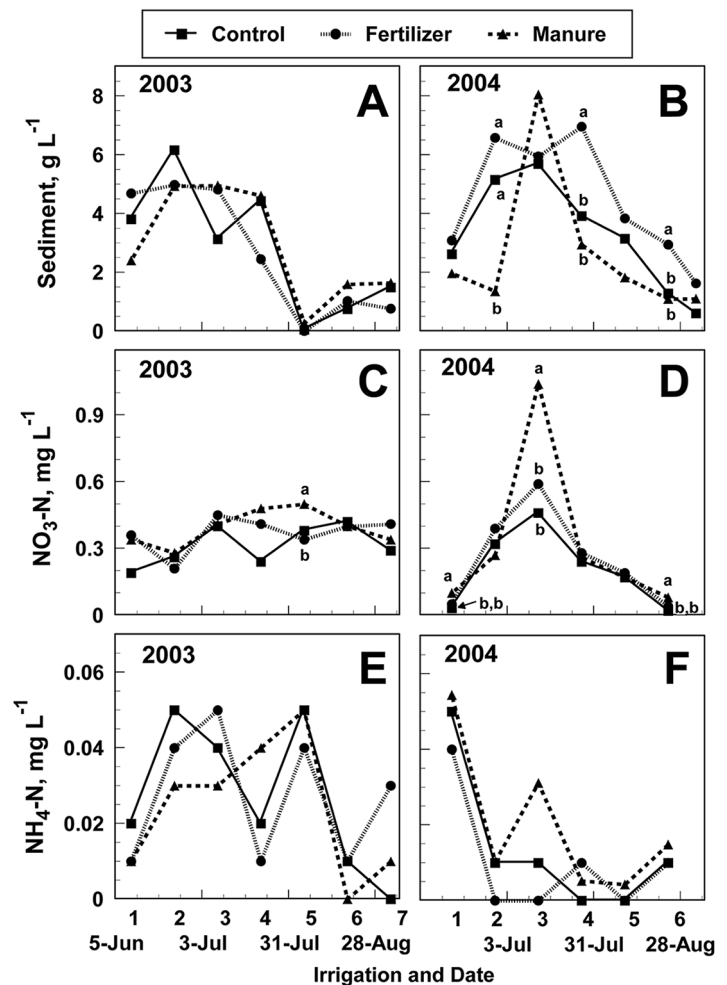 Control Fertilizer Manure
2003 A
2004 B
8
6
4
2
0
Sediment, g L-1
a
a
a
b
b
b
a
b
b
2003 C
2004 D
0.9
0.6
0.3
0
NO3-N, mg L-1
a
b
a
b
b
a
b,b
a
b,b
2003 E
2004 F
0.06
0.04
0.02
0
NH4-N, mg L-1
1 2 3 4 5 6 7
1 2 3 4 5 6
5-Jun 3-Jul 31-Jul 28-Aug
3-Jul 31-Jul 28-Aug
Irrigation and Date